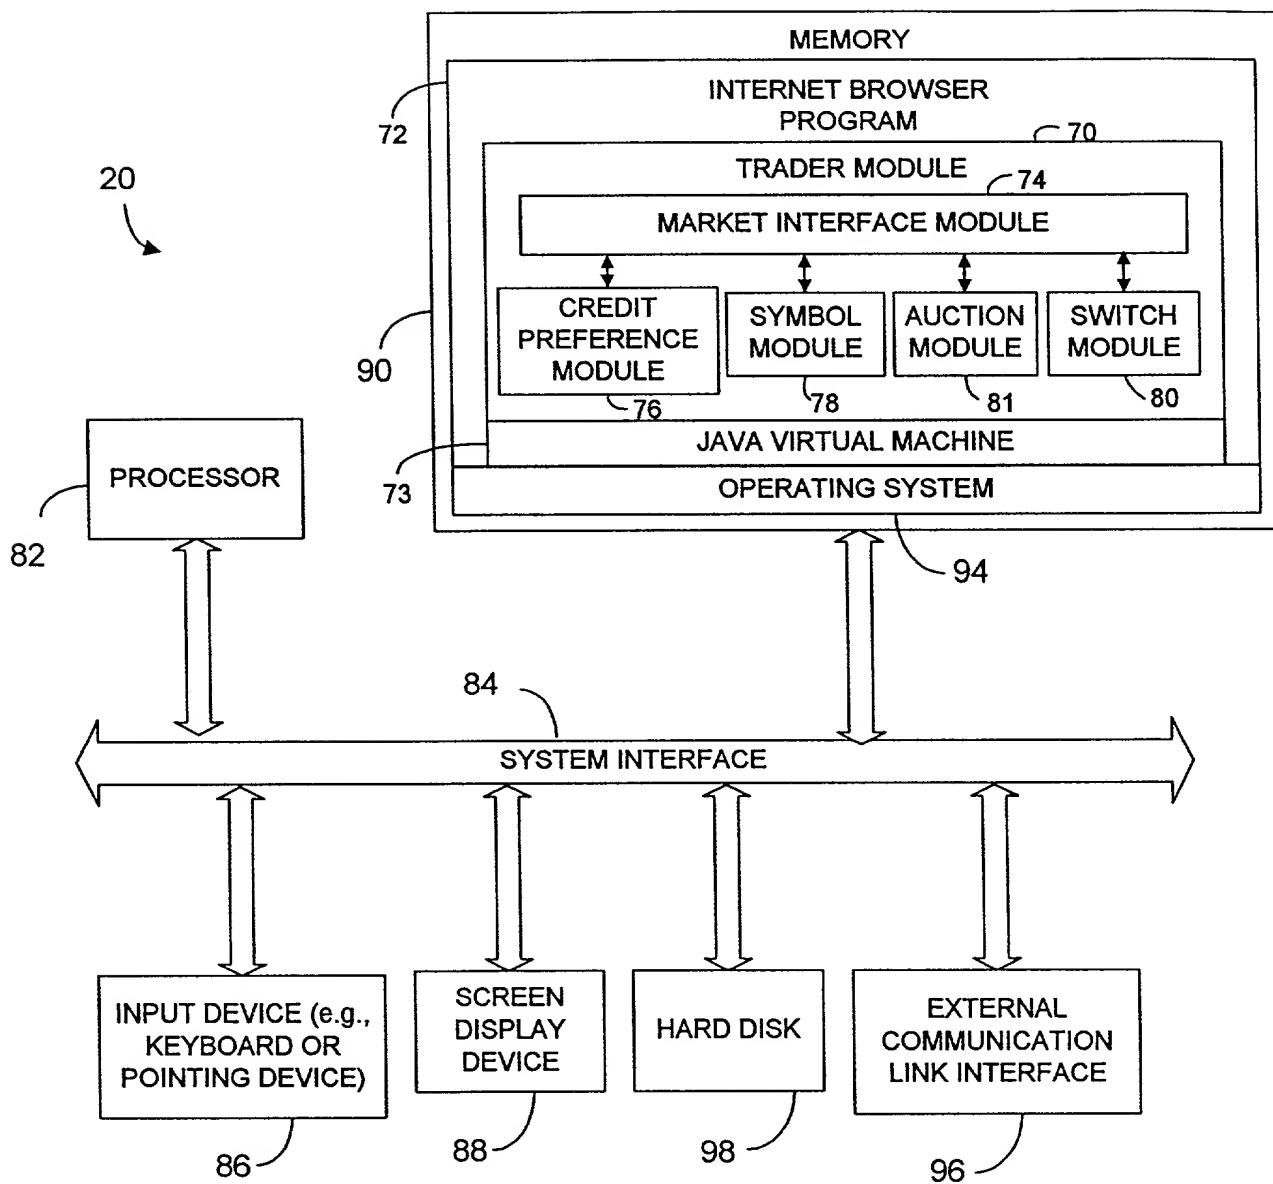 MEMORY
INTERNET BROWSER
PROGRAM
72
70
TRADER MODULE
20
74
MARKET INTERFACE MODULE
CREDIT
PREFERENCE
MODULE
SYMBOL
MODULE
AUCTION
MODULE
SWITCH
MODULE
90
76
78
81
80
JAVA VIRTUAL MACHINE
PROCESSOR
73
OPERATING SYSTEM
82
94
84
SYSTEM INTERFACE
INPUT DEVICE (e.g.,
KEYBOARD OR
POINTING DEVICE)
SCREEN
DISPLAY
DEVICE
HARD DISK
EXTERNAL
COMMUNICATION
LINK INTERFACE
86
88
98
96